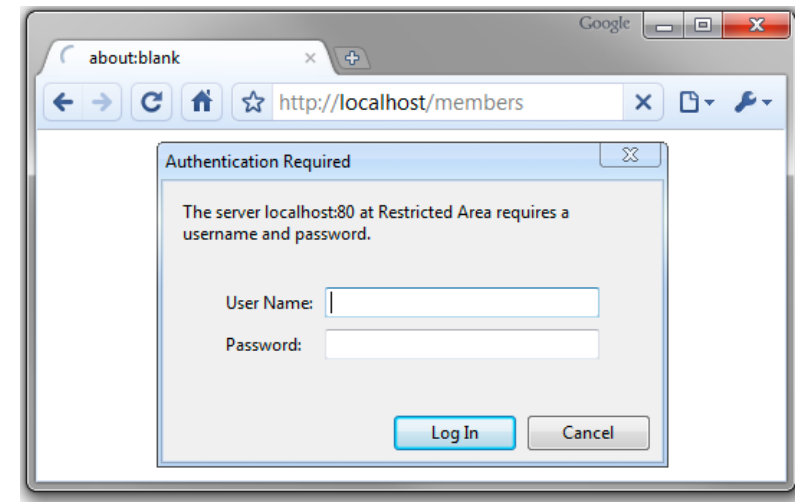 Google
about:blank
http://localhost/members
Authentication Required
The server localhost:80 at Restricted Area requires a
username and password.
User Name:
Password:
Log In
Cancel